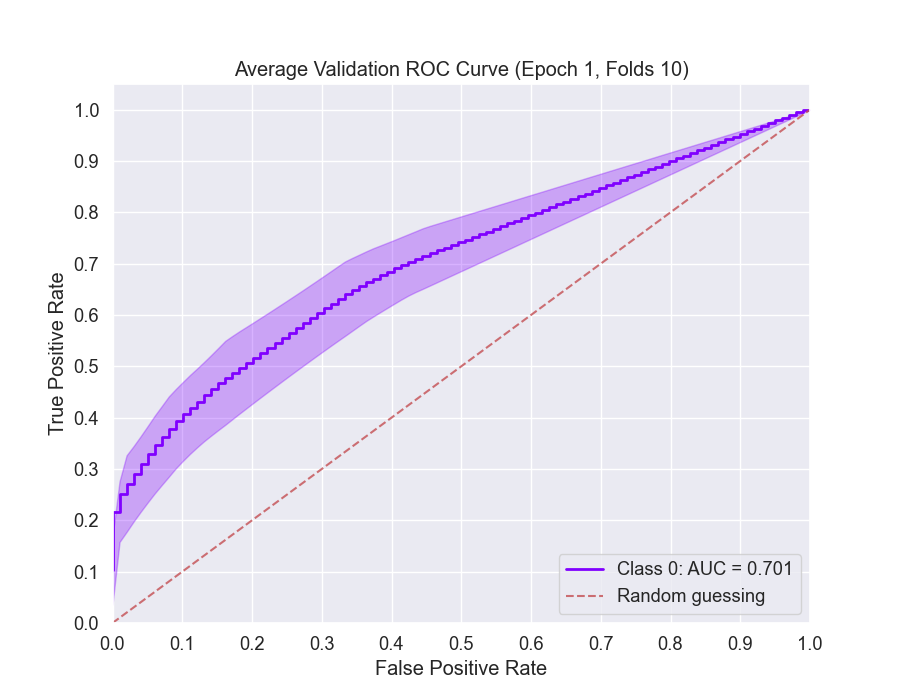 Average Validation ROC Curve (Epoch 1, Folds 10)
True Positive Rate
1.0
0.9
0.8
0.7
0.6
0.5
0.4
0.3
0.2
0.1
0.0
Class 0: AUC = 0.701
Random guessing
0.0 0.1 0.2 0.3 0.4 0.5 0.6 0.7 0.8 0.9 1.0
False Positive Rate